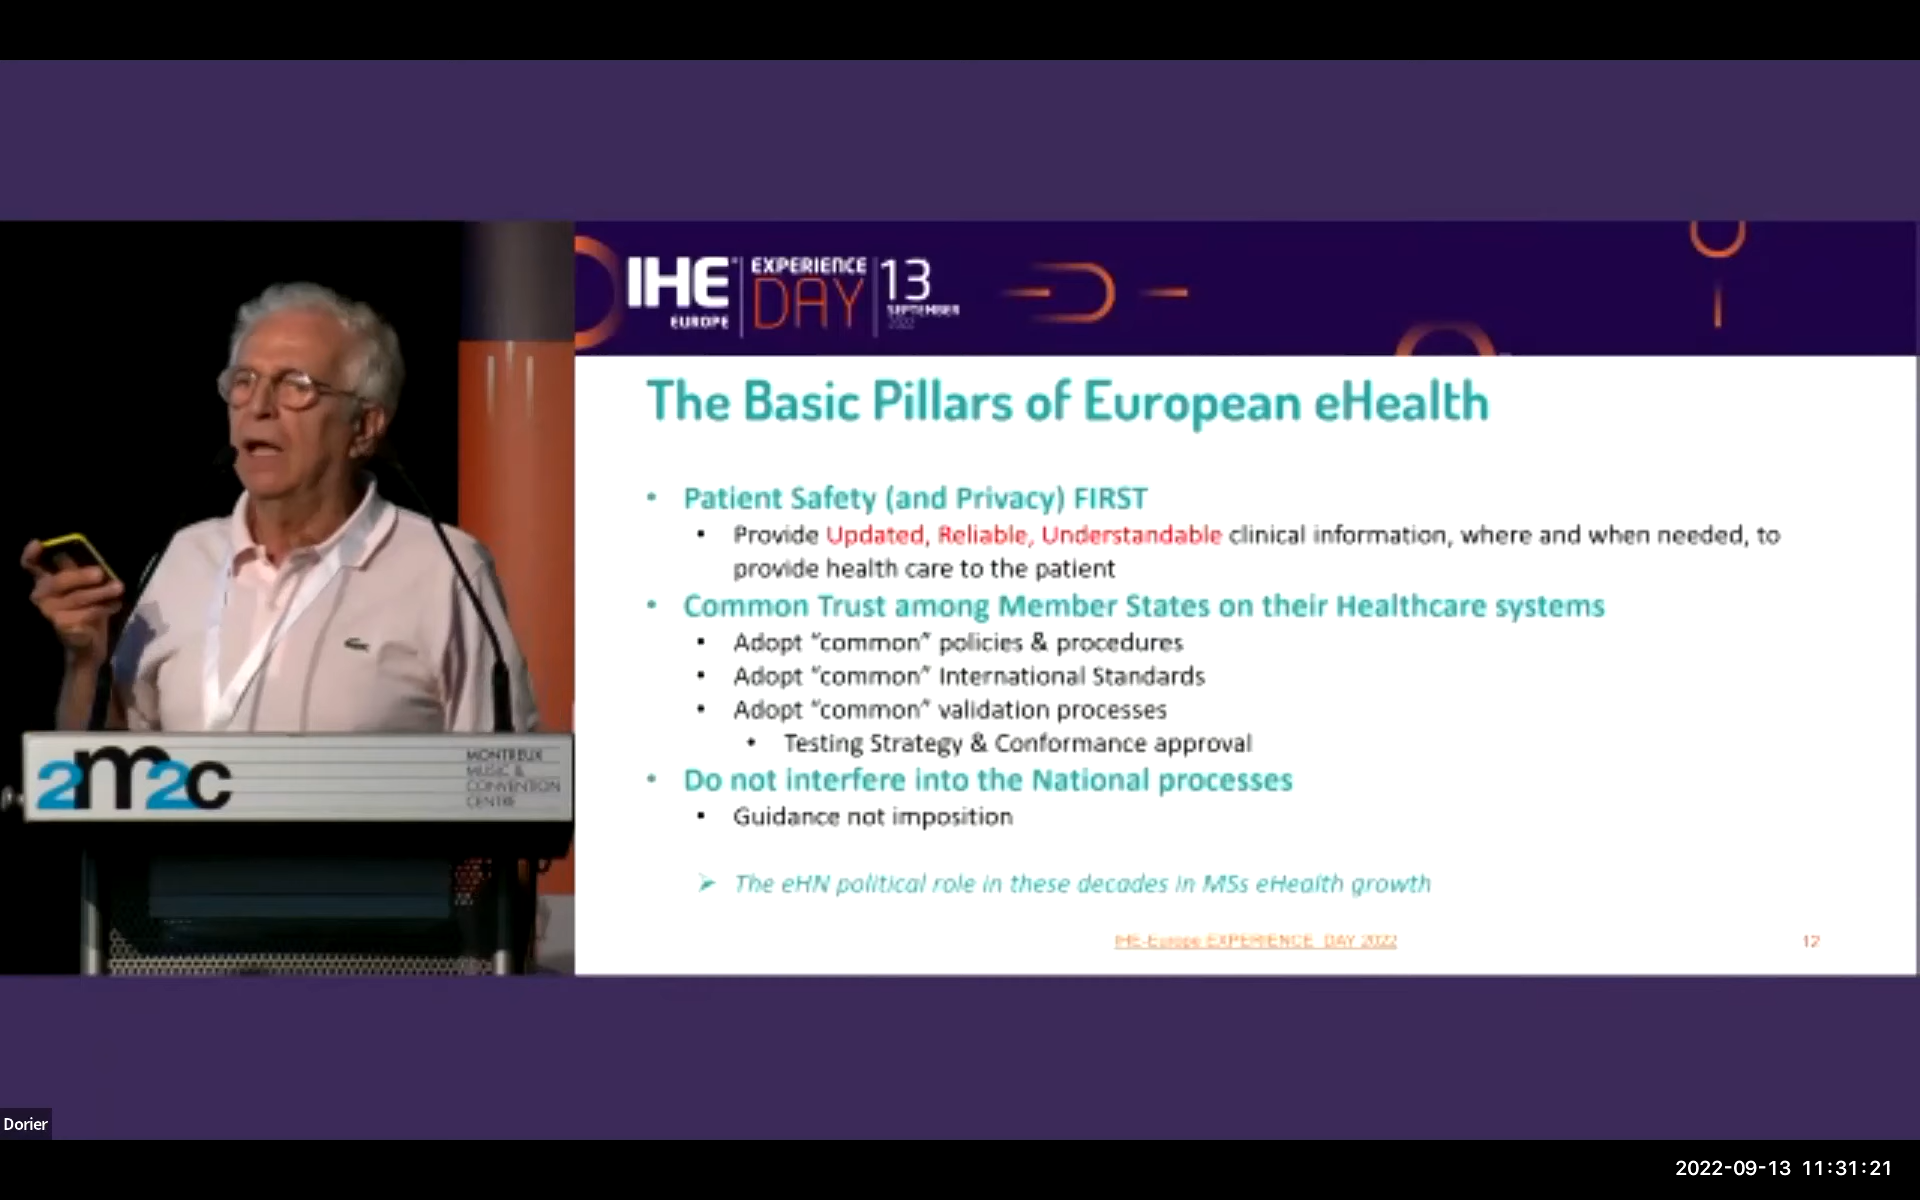 IHE
EUROPE
EXPERIENCE
DAY
13
SEPTEMBER
2022
The Basic Pillars of European eHealth
• Patient Safety (and Privacy) FIRST
• Provide Updated, Reliable, Understandable clinical information, where and when needed, to
provide health care to the patient
• Common Trust among Member States on their Healthcare systems
• Adopt “common” policies & procedures
• Adopt “common” International Standards
• Adopt “common” validation processes
• Testing Strategy & Conformance approval
• Do not interfere into the National processes
• Guidance not imposition
➢ The eHN political role in these decades in MSs eHealth growth
IHE-Europe EXPERIENCE DAY 2022
12
2m2c
MONTREUX
MUSIC &
CONVENTION
CENTRE
Dorier
2022-09-13 11:31:21